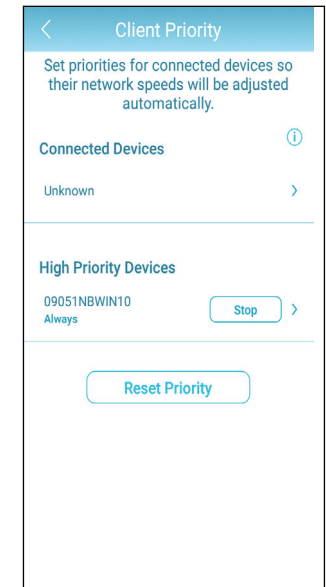 Client Priority
Set priorities for connected devices so
their network speeds will be adjusted
automatically.
Connected Devices
Unknown
High Priority Devices
09051NBWIN10
Always
Stop
Reset Priority